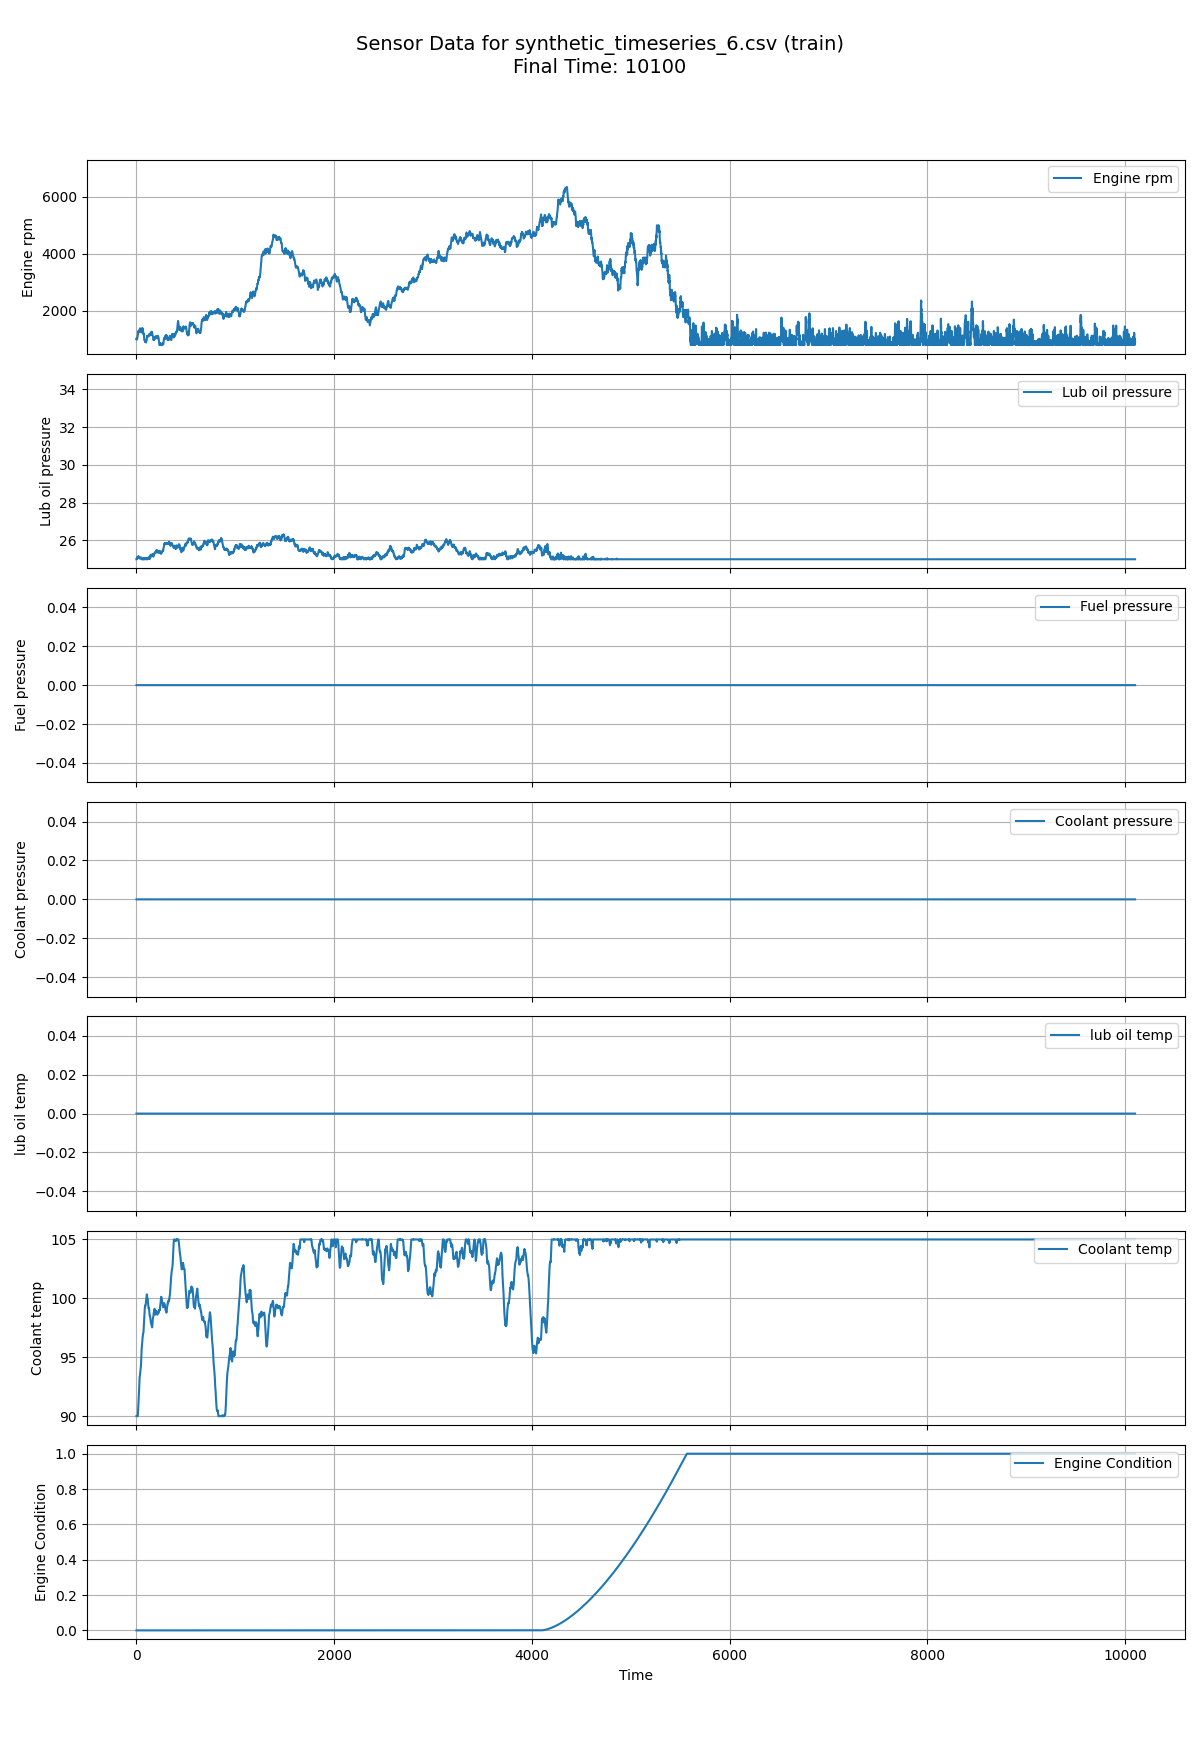 Sensor Data for synthetic_timeseries_6.csv (train)
Final Time: 10100
Engine rpm
6000
4000
2000
Engine rpm
Lub oil pressure
34
32
30
28
26
Lub oil pressure
Fuel pressure
0.04
0.02
0.00
−0.02
−0.04
Fuel pressure
Coolant pressure
0.04
0.02
0.00
−0.02
−0.04
Coolant pressure
lub oil temp
0.04
0.02
0.00
−0.02
−0.04
lub oil temp
Coolant temp
105
100
95
90
Coolant temp
Engine Condition
1.0
0.8
0.6
0.4
0.2
0.0
Engine Condition
0 2000 4000 6000 8000 10000
Time